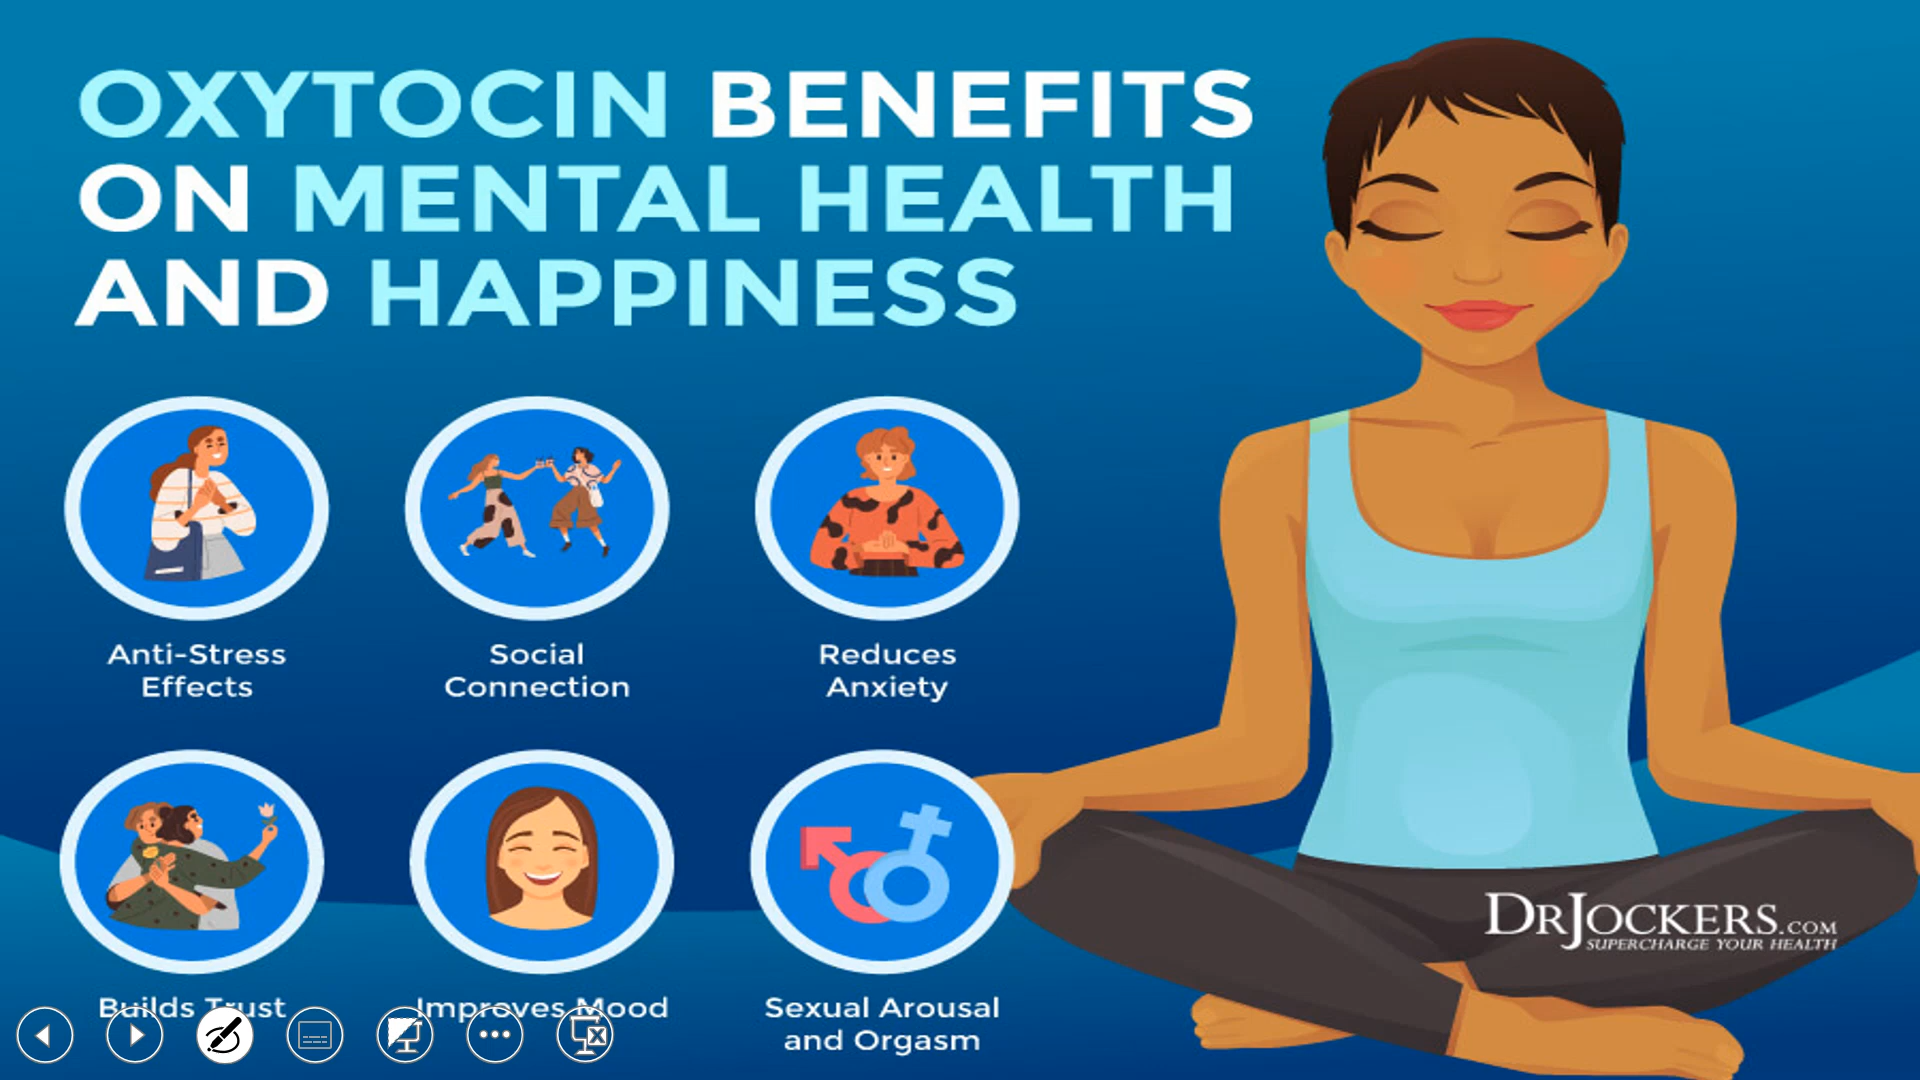 OXYTOCIN BENEFITS
ON MENTAL HEALTH
AND HAPPINESS
Anti-Stress
Effects
Social
Connection
Reduces
Anxiety
Builds Trust
Improves Mood
Sexual Arousal
and Orgasm
DRJOCKERS.COM
SUPERCHARGE YOUR HEALTH